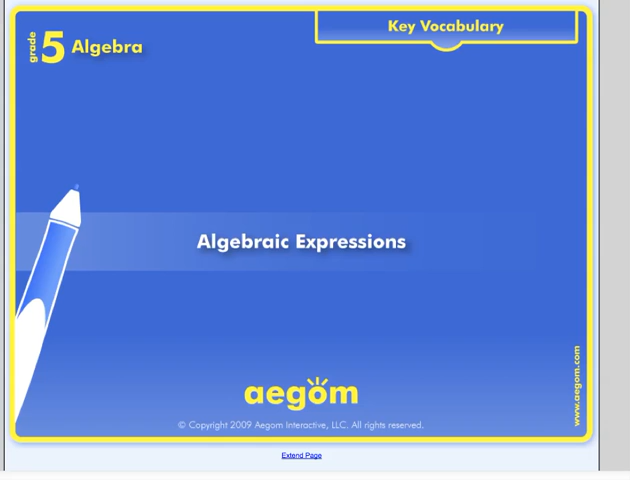 Key Vocabulary
grade 5 Algebra
Algebraic Expressions
aegom
© Copyright 2009 Aegom Interactive, LLC. All rights reserved.
www.aegom.com
Extend Page